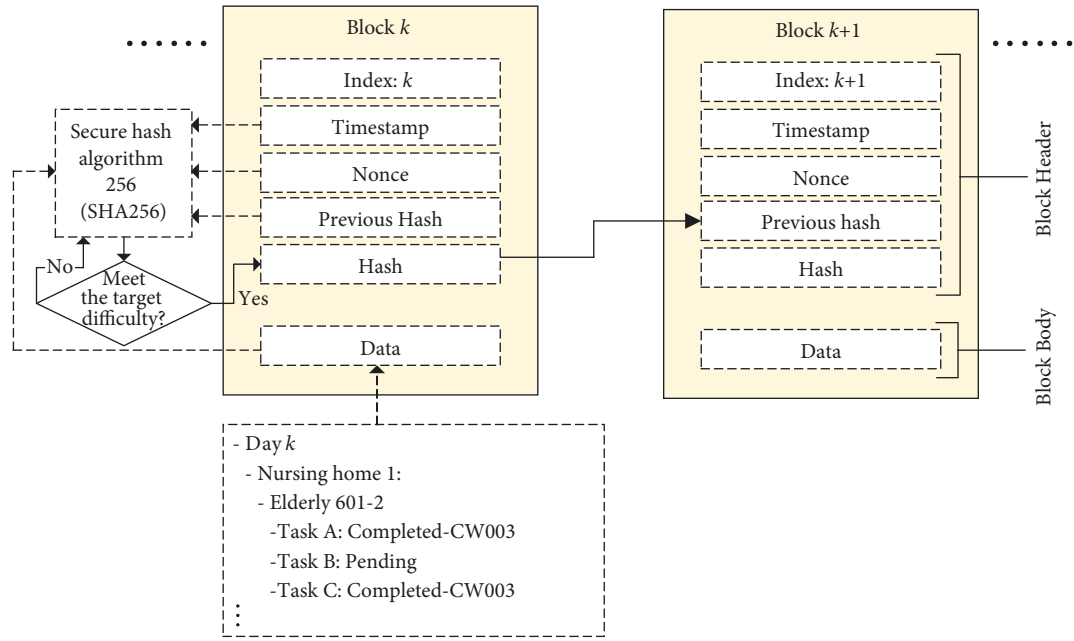 Block k
Index: k
Timestamp
Nonce
Previous Hash
Hash
Data
Secure hash
algorithm
256
(SHA256)
No
Meet
the target
difficulty?
Yes
- Day k
- Nursing home 1:
- Elderly 601-2
-Task A: Completed-CW003
-Task B: Pending
-Task C: Completed-CW003
Block k+1
Index: k+1
Timestamp
Nonce
Previous hash
Hash
Data
Block Header
Block Body